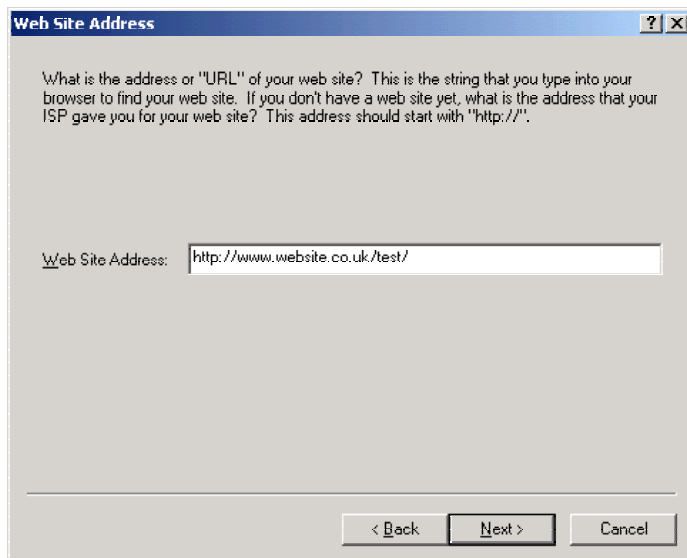 Web Site Address
What is the address or "URL" of your web site? This is the string that you type into your
browser to find your web site. If you don't have a web site yet, what is the address that your
ISP gave you for your web site? This address should start with "http://".
Web Site Address: http://www.website.co.uk/test/
< Back Next > Cancel